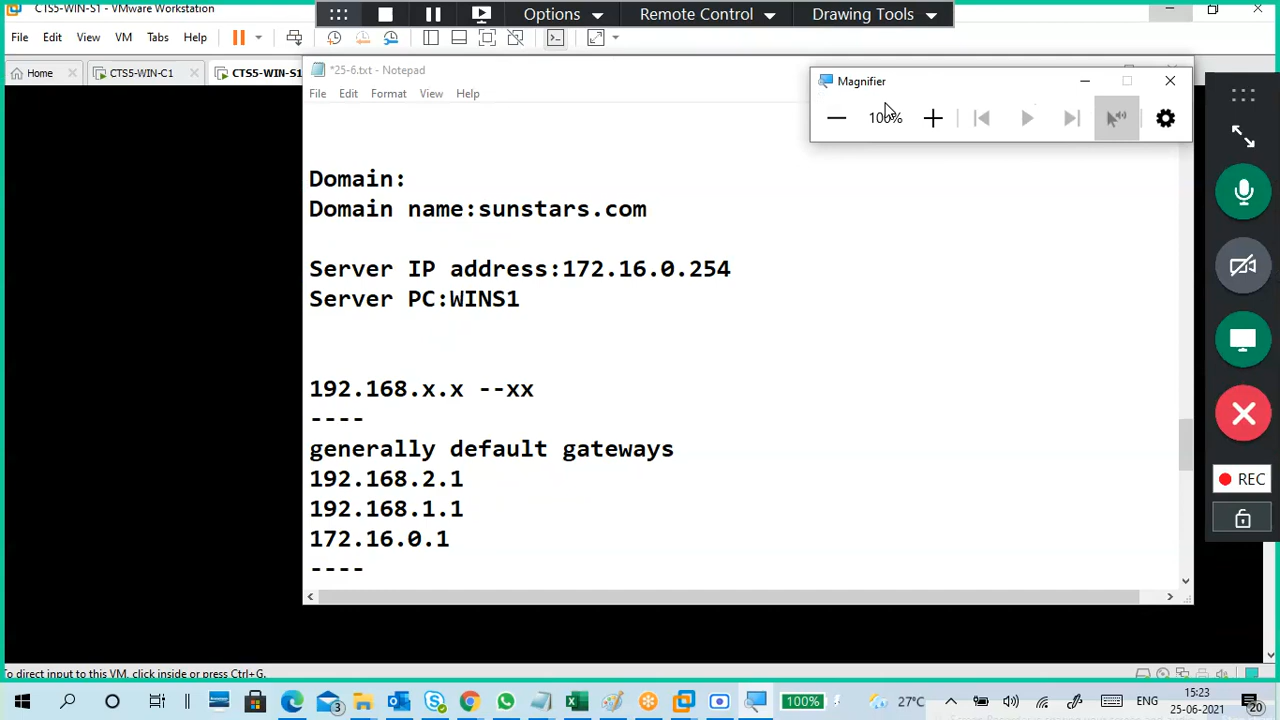 CTS5-WIN-S1 - VMware Workstation
Options
Remote Control
Drawing Tools
File Edit View VM Tabs Help
Home
CTS5-WIN-C1
CTS5-WIN-S1
*25-6.txt - Notepad
File Edit Format View Help
Magnifier
100%
Domain:
Domain name:sunstars.com
Server IP address:172.16.0.254
Server PC:WINS1
192.168.x.x --xx
----
generally default gateways
192.168.2.1
192.168.1.1
172.16.0.1
----
REC
To direct input to this VM, click inside or press Ctrl+G.
3
100%
27°C
ENG
15:23
25-06-2021
20